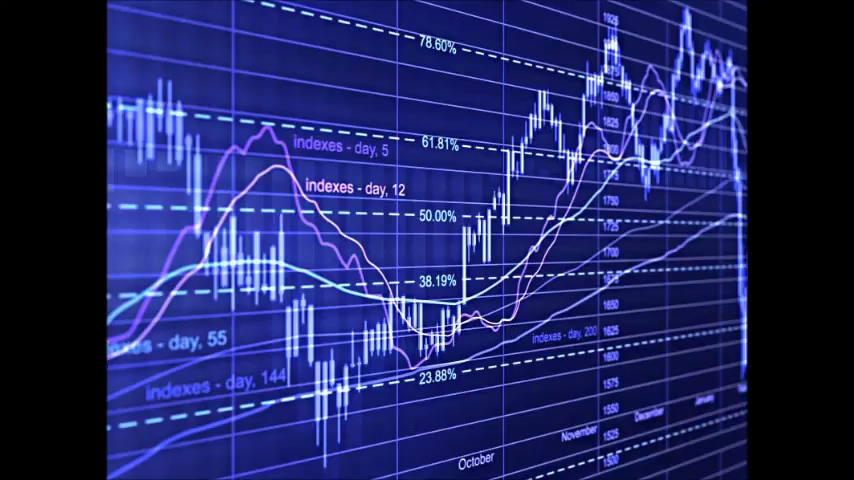 78.60%
indexes - day, 5
61.81%
indexes - day, 12
50.00%
38.19%
indexes - day, 55
indexes - day, 200
indexes - day, 144
23.88%
1925
1850
1825
1800
1775
1750
1725
1700
1675
1650
1625
1600
1575
1550
1525
1500
October
November
December
January